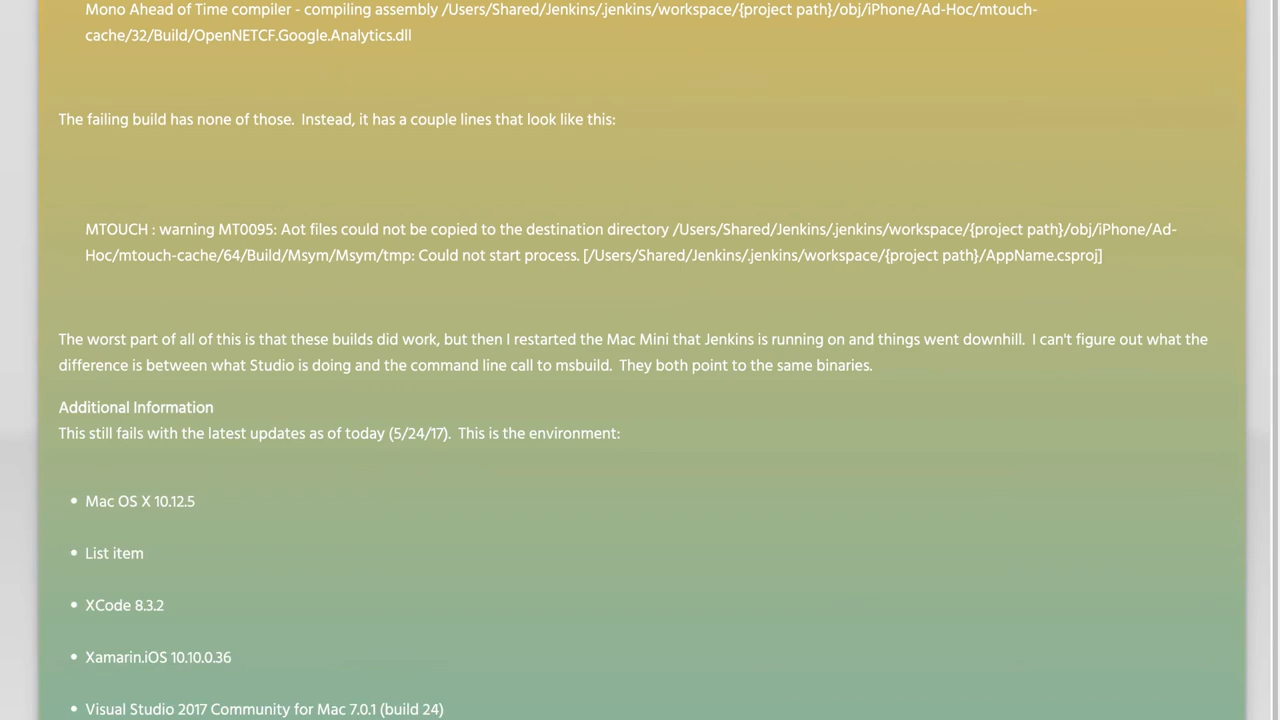 Mono Ahead of Time compiler - compiling assembly /Users/Shared/Jenkins/.jenkins/workspace/{project path}/obj/iPhone/Ad-Hoc/mtouch-
cache/32/Build/OpenNETCF.Google.Analytics.dll
The failing build has none of those.  Instead, it has a couple lines that look like this:
MTOUCH : warning MT0095: Aot files could not be copied to the destination directory /Users/Shared/Jenkins/.jenkins/workspace/{project path}/obj/iPhone/Ad-
Hoc/mtouch-cache/64/Build/Msym/Msym/tmp: Could not start process. [/Users/Shared/Jenkins/.jenkins/workspace/{project path}/AppName.csproj]
The worst part of all of this is that these builds did work, but then I restarted the Mac Mini that Jenkins is running on and things went downhill.  I can't figure out what the
difference is between what Studio is doing and the command line call to msbuild.  They both point to the same binaries.
Additional Information
This still fails with the latest updates as of today (5/24/17).  This is the environment:
• Mac OS X 10.12.5
• List item
• XCode 8.3.2
• Xamarin.iOS 10.10.0.36
• Visual Studio 2017 Community for Mac 7.0.1 (build 24)